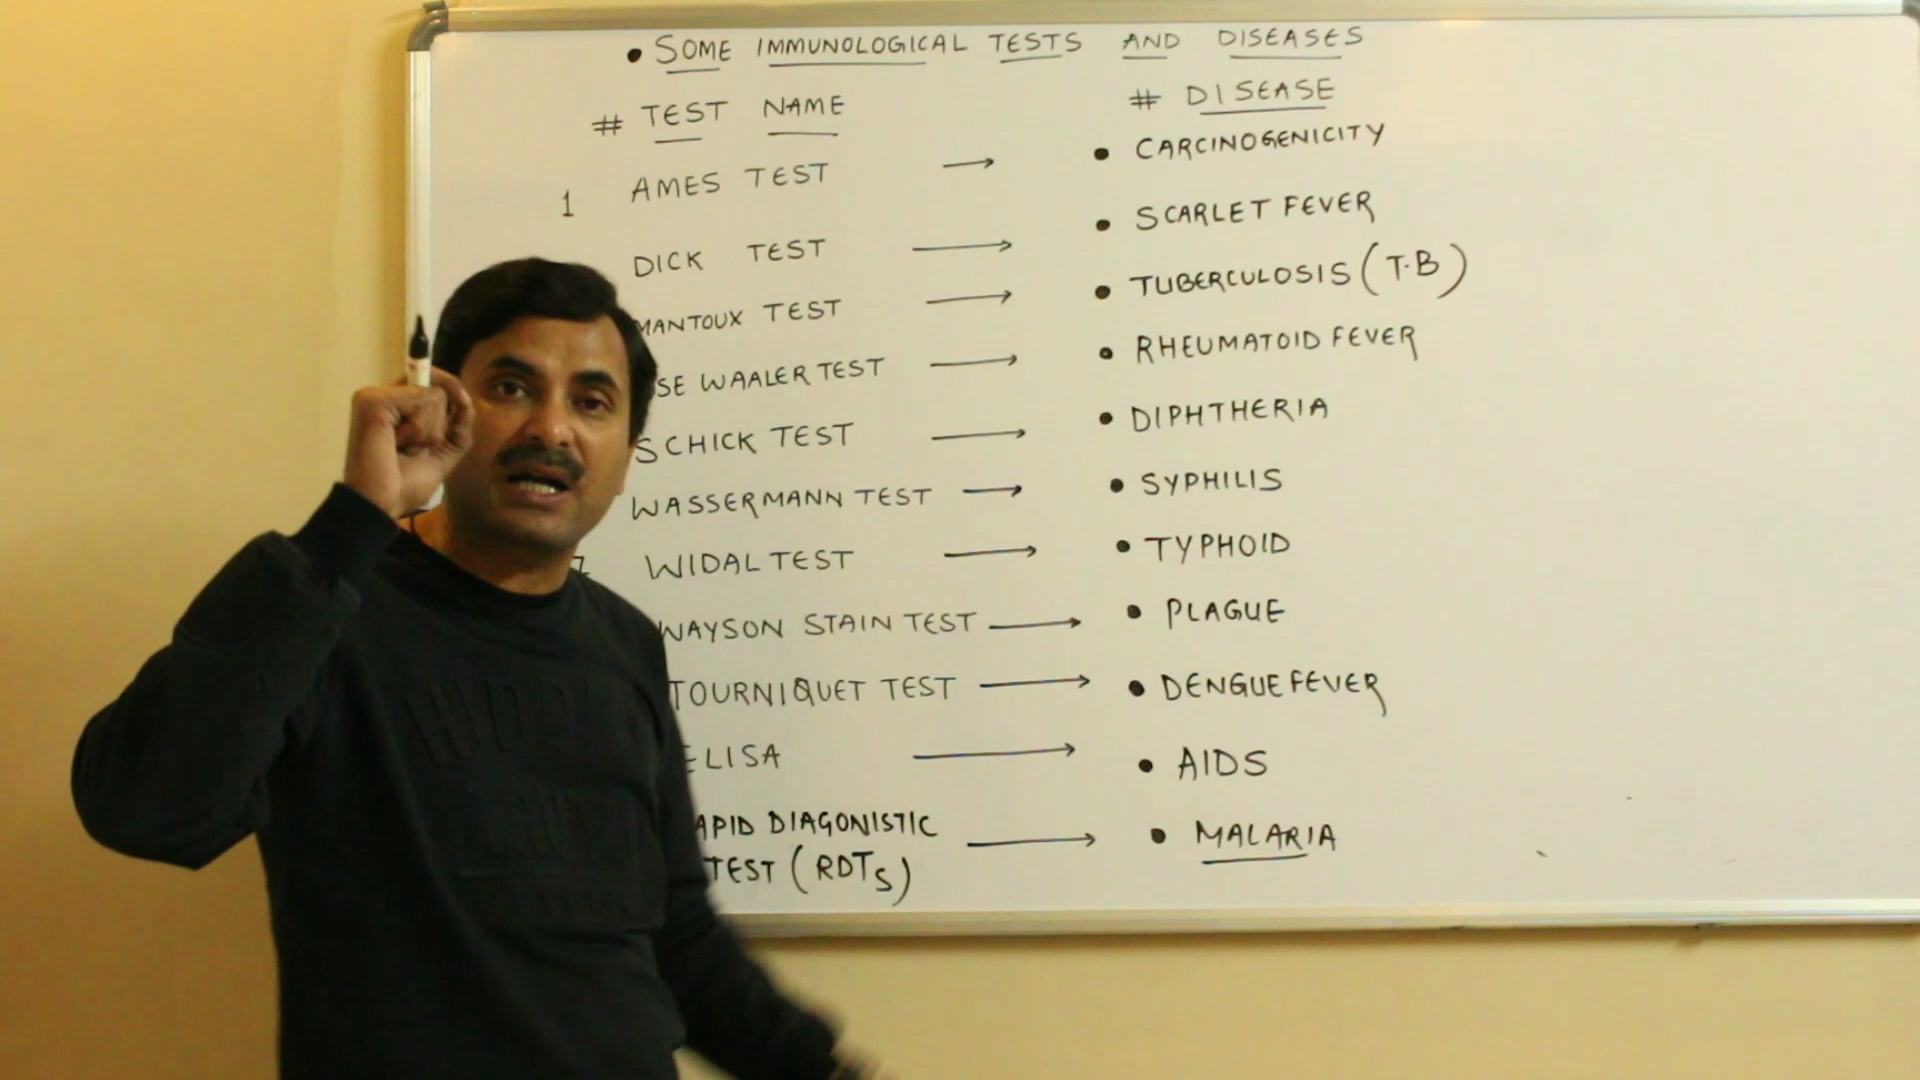 • SOME IMMUNOLOGICAL TESTS AND DISEASES
# TEST NAME # DISEASE
1 AMES TEST → • CARCINOGENICITY
DICK TEST → • SCARLET FEVER
MANTOUX TEST → • TUBERCULOSIS (T.B)
SE WAALER TEST → • RHEUMATOID FEVER
SCHICK TEST → • DIPHTHERIA
WASSERMANN TEST → • SYPHILIS
7 WIDAL TEST → • TYPHOID
WAYSON STAIN TEST → • PLAGUE
TOURNIQUET TEST → • DENGUE FEVER
ELISA → • AIDS
APID DIAGONISTIC → • MALARIA
TEST (RDTS)